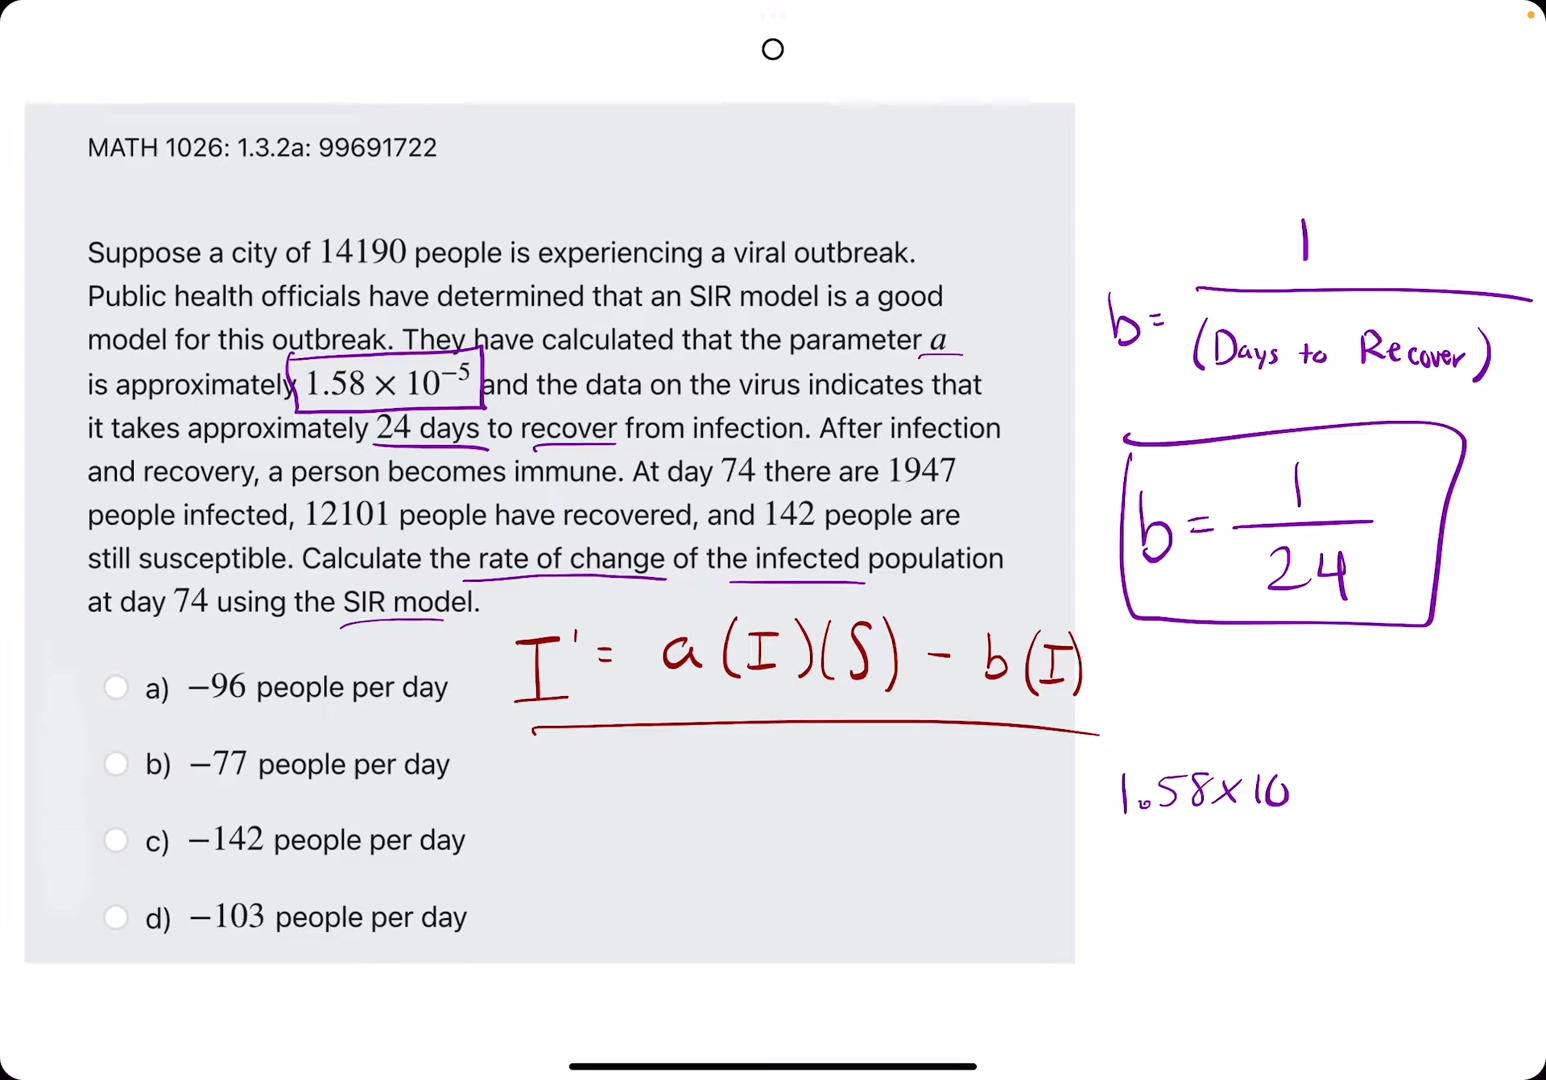 MATH 1026: 1.3.2a: 99691722
Suppose a city of 14190 people is experiencing a viral outbreak.
Public health officials have determined that an SIR model is a good
model for this outbreak. They have calculated that the parameter a
is approximately 1.58 × 10⁻⁵ and the data on the virus indicates that
it takes approximately 24 days to recover from infection. After infection
and recovery, a person becomes immune. At day 74 there are 1947
people infected, 12101 people have recovered, and 142 people are
still susceptible. Calculate the rate of change of the infected population
at day 74 using the SIR model.
I' = a(I)(S) − b(I)
a) −96 people per day
b) −77 people per day
c) −142 people per day
d) −103 people per day
b = 1 / (Days to Recover)
b = 1 / 24
1.58×10